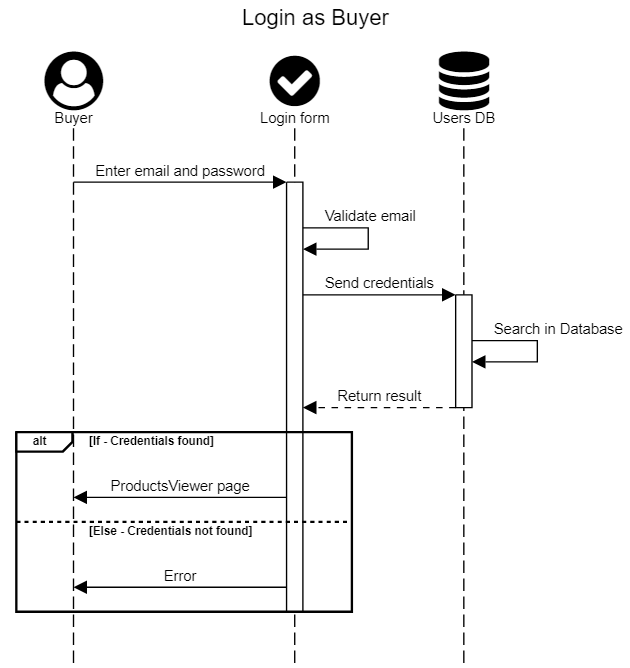 Login as Buyer
Buyer
Login form
Users DB
Enter email and password
Validate email
Send credentials
Search in Database
Return result
alt
[If - Credentials found]
ProductsViewer page
[Else - Credentials not found]
Error